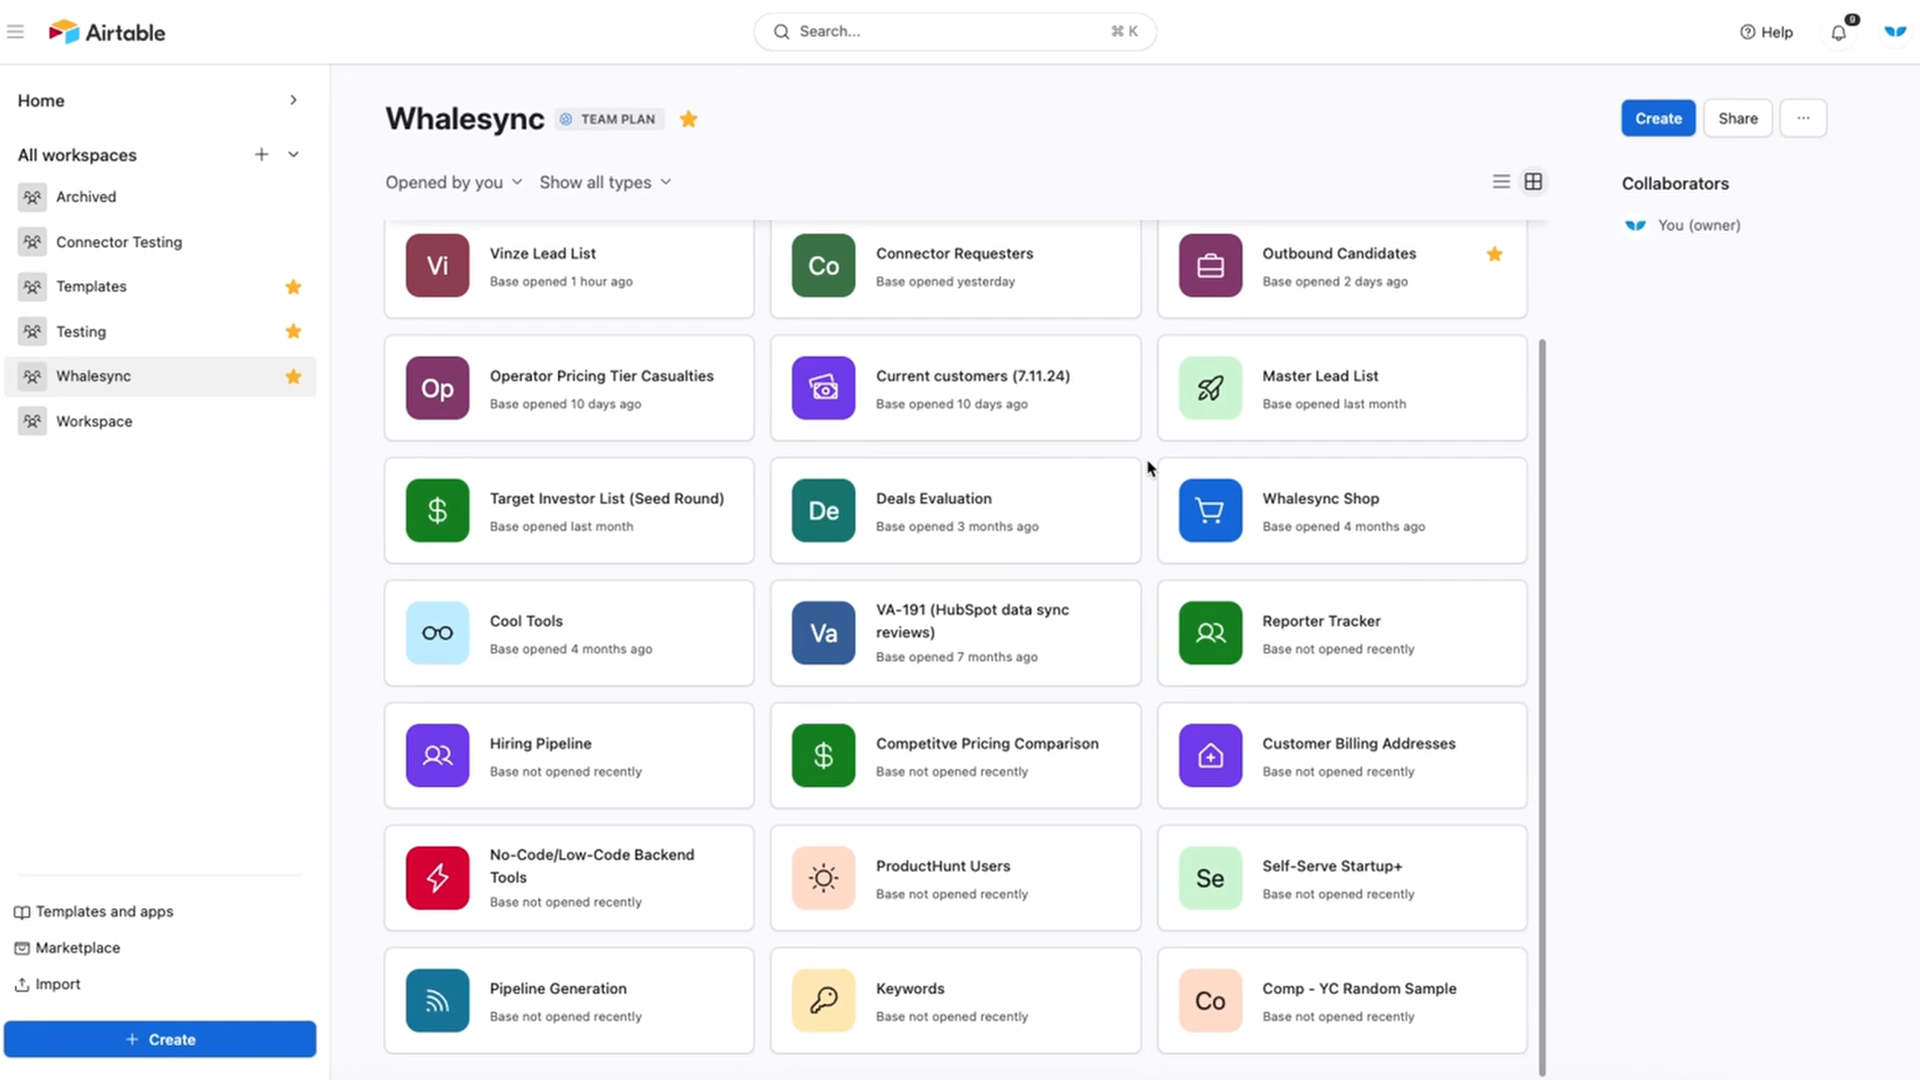 Airtable
Search...
⌘ K
Help
9
Home
All workspaces
Archived
Connector Testing
Templates
Testing
Whalesync
Workspace
Templates and apps
Marketplace
Import
+ Create
Whalesync
TEAM PLAN
Create
Share
...
Opened by you
Show all types
Collaborators
You (owner)
Vi
Vinze Lead List
Base opened 1 hour ago
Co
Connector Requesters
Base opened yesterday
Outbound Candidates
Base opened 2 days ago
Op
Operator Pricing Tier Casualties
Base opened 10 days ago
Current customers (7.11.24)
Base opened 10 days ago
Master Lead List
Base opened last month
$
Target Investor List (Seed Round)
Base opened last month
De
Deals Evaluation
Base opened 3 months ago
Whalesync Shop
Base opened 4 months ago
Cool Tools
Base opened 4 months ago
Va
VA-191 (HubSpot data sync
reviews)
Base opened 7 months ago
Reporter Tracker
Base not opened recently
Hiring Pipeline
Base not opened recently
$
Competitve Pricing Comparison
Base not opened recently
Customer Billing Addresses
Base not opened recently
No-Code/Low-Code Backend
Tools
Base not opened recently
ProductHunt Users
Base not opened recently
Se
Self-Serve Startup+
Base not opened recently
Pipeline Generation
Base not opened recently
Keywords
Base not opened recently
Co
Comp - YC Random Sample
Base not opened recently